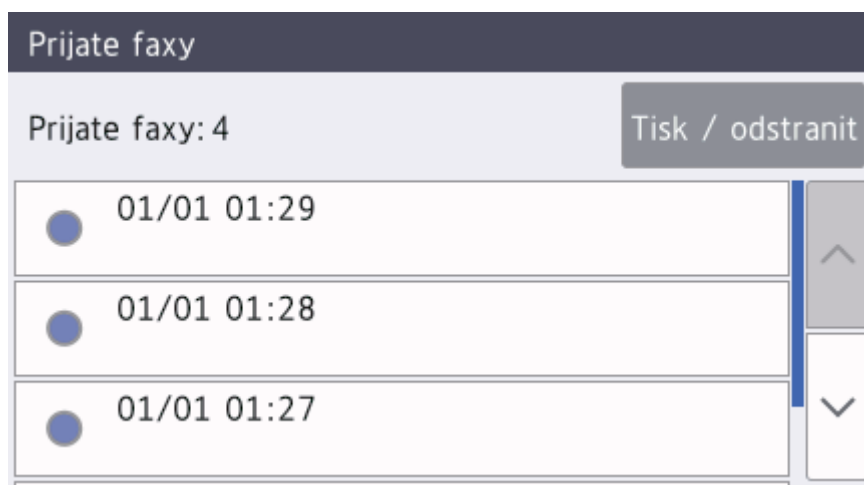 Prijate faxy
Prijate faxy: 4
Tisk / odstranit
01/01 01:29
01/01 01:28
01/01 01:27